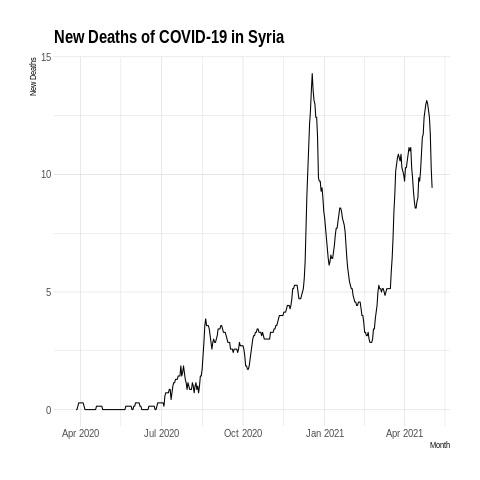 New Deaths of COVID-19 in Syria
New Deaths
15
10
5
0
Apr 2020 Jul 2020 Oct 2020 Jan 2021 Apr 2021
Month